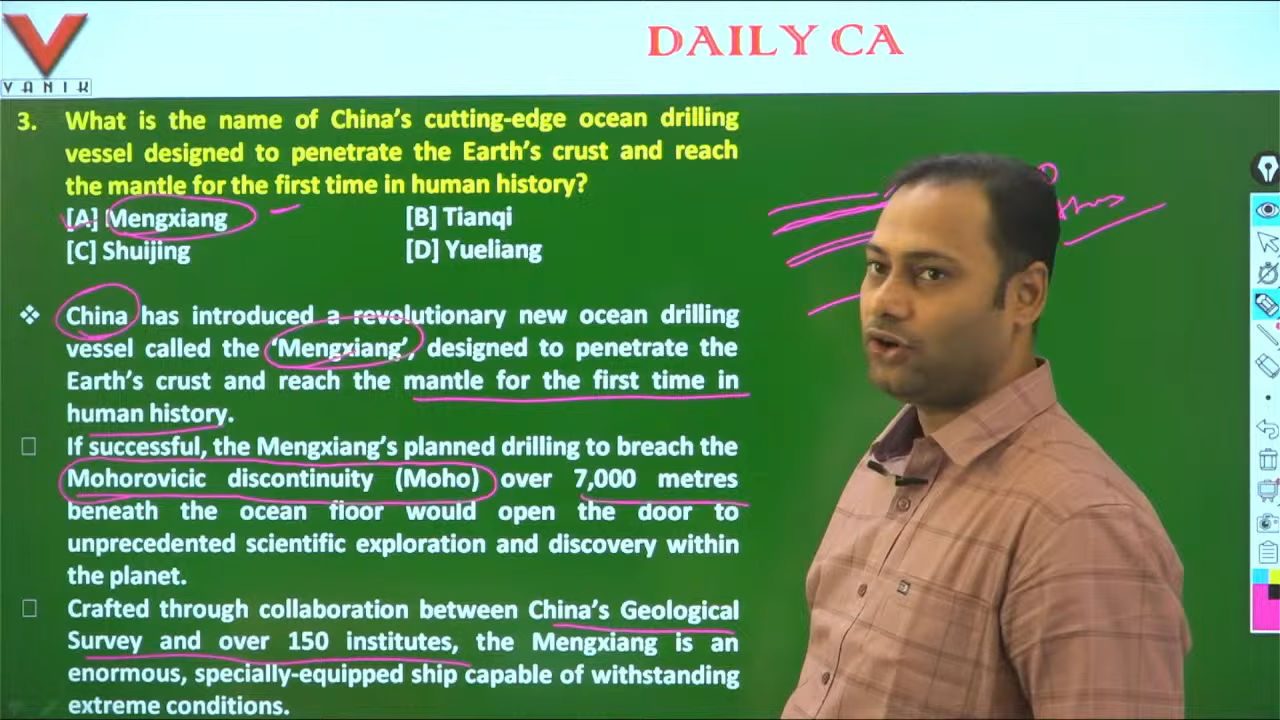 VANIK
DAILY CA
3. What is the name of China's cutting-edge ocean drilling
vessel designed to penetrate the Earth's crust and reach
the mantle for the first time in human history?
[A] Mengxiang [B] Tianqi
[C] Shuijing [D] Yueliang
❖ China has introduced a revolutionary new ocean drilling
vessel called the 'Mengxiang', designed to penetrate the
Earth's crust and reach the mantle for the first time in
human history.
If successful, the Mengxiang's planned drilling to breach the
Mohorovicic discontinuity (Moho) over 7,000 metres
beneath the ocean floor would open the door to
unprecedented scientific exploration and discovery within
the planet.
Crafted through collaboration between China's Geological
Survey and over 150 institutes, the Mengxiang is an
enormous, specially-equipped ship capable of withstanding
extreme conditions.